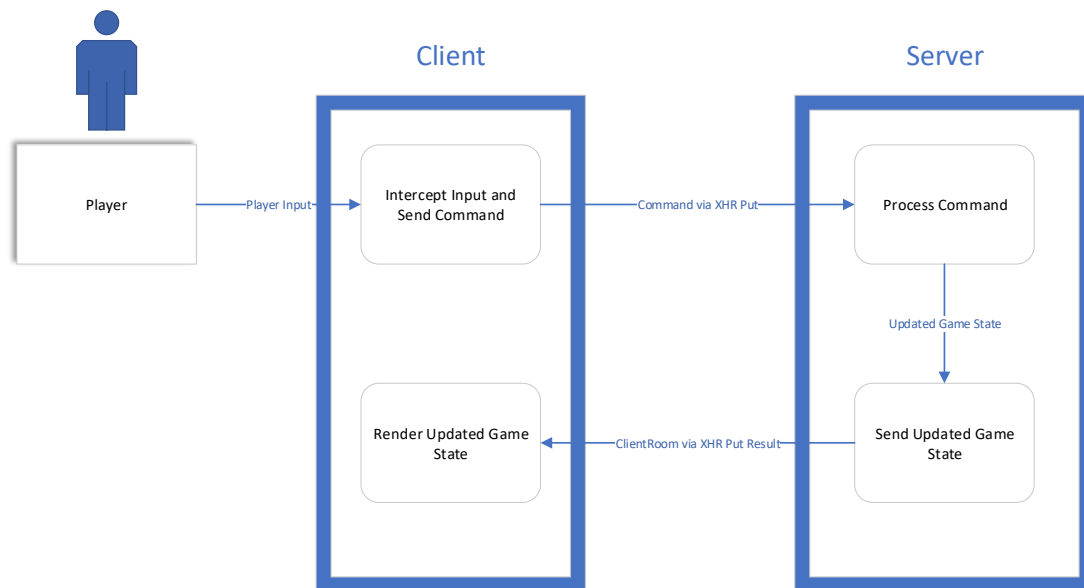 Client
Server
Player
Player Input
Intercept Input and
Send Command
Command via XHR Put
Process Command
Updated Game State
Render Updated Game
State
ClientRoom via XHR Put Result
Send Updated Game
State